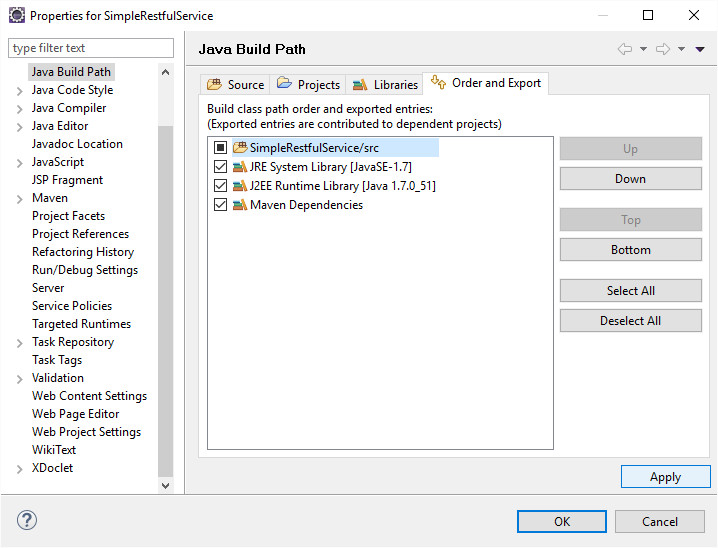 Properties for SimpleRestfulService
type filter text
Java Build Path
Java Code Style
Java Compiler
Java Editor
Javadoc Location
JavaScript
JSP Fragment
Maven
Project Facets
Project References
Refactoring History
Run/Debug Settings
Server
Service Policies
Targeted Runtimes
Task Repository
Task Tags
Validation
Web Content Settings
Web Page Editor
Web Project Settings
WikiText
XDoclet
Java Build Path
Source Projects Libraries Order and Export
Build class path order and exported entries:
(Exported entries are contributed to dependent projects)
SimpleRestfulService/src
JRE System Library [JavaSE-1.7]
J2EE Runtime Library [Java 1.7.0_51]
Maven Dependencies
Up
Down
Top
Bottom
Select All
Deselect All
Apply
?
OK Cancel